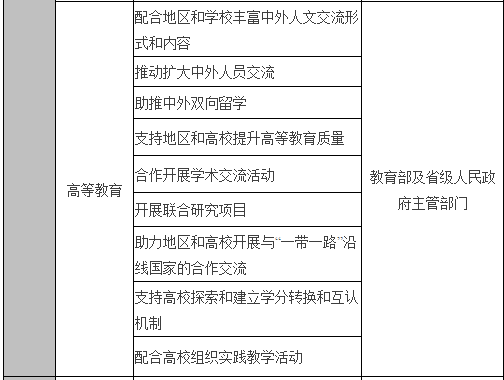 高等教育
配合地区和学校丰富中外人文交流形
式和内容
推动扩大中外人员交流
助推中外双向留学
支持地区和高校提升高等教育质量
合作开展学术交流活动
开展联合研究项目
助力地区和高校开展与“一带一路”沿
线国家的合作交流
支持高校探索和建立学分转换和互认
机制
配合高校组织实践教学活动
教育部及省级人民政
府主管部门